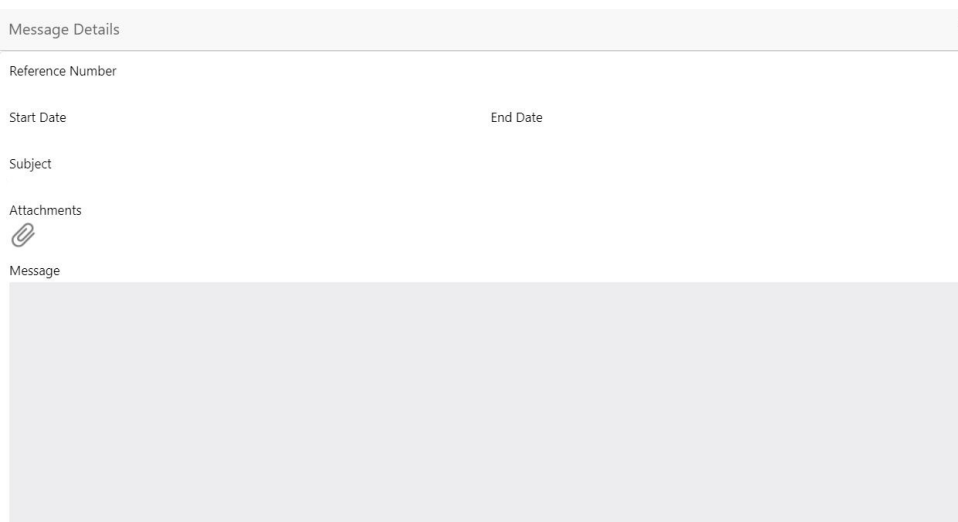 Message Details
Reference Number
Start Date End Date
Subject
Attachments
Message